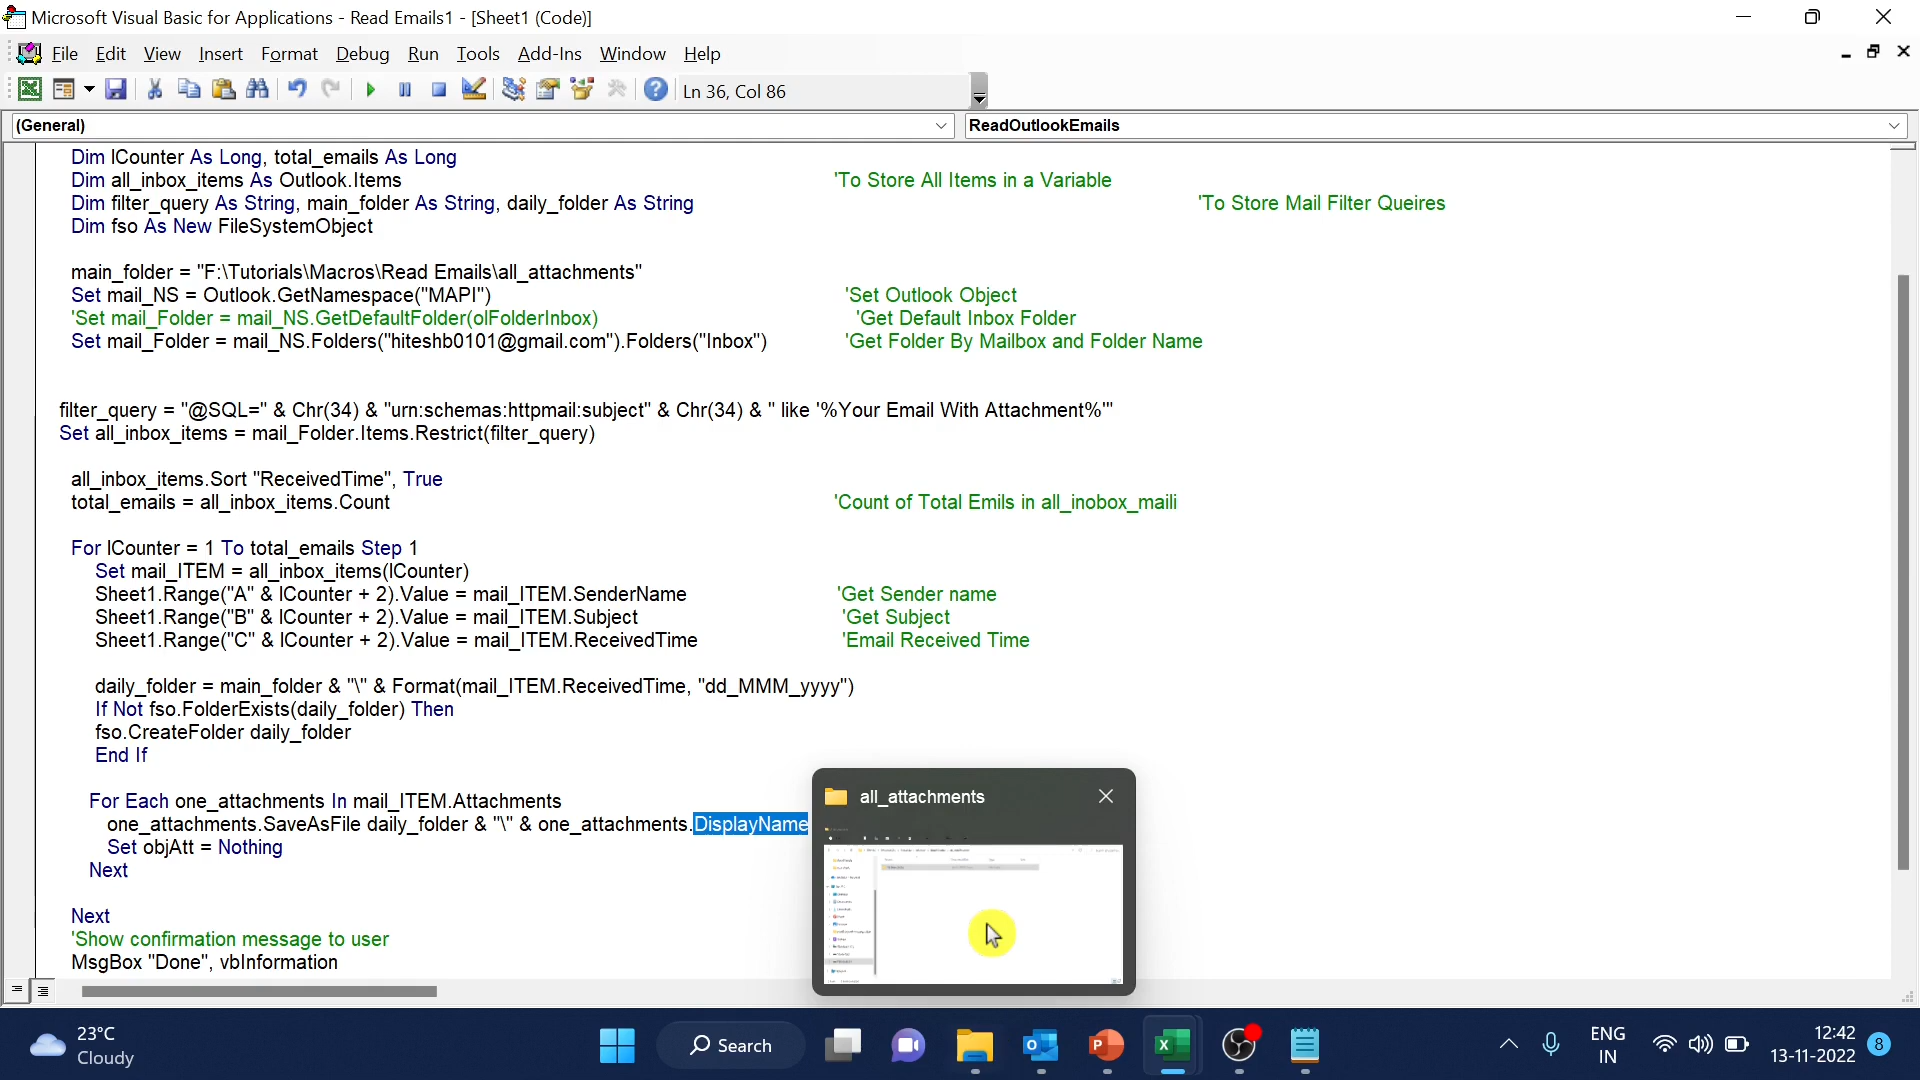 Microsoft Visual Basic for Applications - Read Emails1 - [Sheet1 (Code)]
File Edit View Insert Format Debug Run Tools Add-Ins Window Help
Ln 36, Col 86
(General) ReadOutlookEmails
Dim lCounter As Long, total_emails As Long
Dim all_inbox_items As Outlook.Items 'To Store All Items in a Variable
Dim filter_query As String, main_folder As String, daily_folder As String 'To Store Mail Filter Queires
Dim fso As New FileSystemObject
main_folder = "F:\Tutorials\Macros\Read Emails\all_attachments"
Set mail_NS = Outlook.GetNamespace("MAPI") 'Set Outlook Object
'Set mail_Folder = mail_NS.GetDefaultFolder(olFolderInbox) 'Get Default Inbox Folder
Set mail_Folder = mail_NS.Folders("hiteshb0101@gmail.com").Folders("Inbox") 'Get Folder By Mailbox and Folder Name
filter_query = "@SQL=" & Chr(34) & "urn:schemas:httpmail:subject" & Chr(34) & " like '%Your Email With Attachment%'"
Set all_inbox_items = mail_Folder.Items.Restrict(filter_query)
all_inbox_items.Sort "ReceivedTime", True
total_emails = all_inbox_items.Count 'Count of Total Emils in all_inobox_maili
For lCounter = 1 To total_emails Step 1
Set mail_ITEM = all_inbox_items(lCounter)
Sheet1.Range("A" & lCounter + 2).Value = mail_ITEM.SenderName 'Get Sender name
Sheet1.Range("B" & lCounter + 2).Value = mail_ITEM.Subject 'Get Subject
Sheet1.Range("C" & lCounter + 2).Value = mail_ITEM.ReceivedTime 'Email Received Time
daily_folder = main_folder & "\" & Format(mail_ITEM.ReceivedTime, "dd_MMM_yyyy")
If Not fso.FolderExists(daily_folder) Then
fso.CreateFolder daily_folder
End If
For Each one_attachments In mail_ITEM.Attachments
one_attachments.SaveAsFile daily_folder & "\" & one_attachments.DisplayName
Set objAtt = Nothing
Next
Next
'Show confirmation message to user
MsgBox "Done", vbInformation
all_attachments
23°C
Cloudy
Search
ENG
IN
12:42
13-11-2022
8